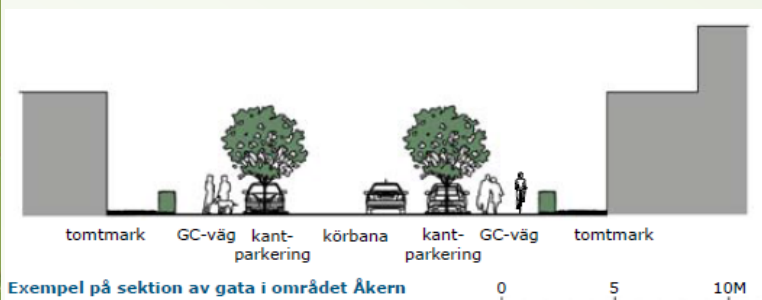 tomtmark GC-väg kant- körbana kant- GC-väg tomtmark
parkering parkering
Exempel på sektion av gata i området Åkern 0 5 10M